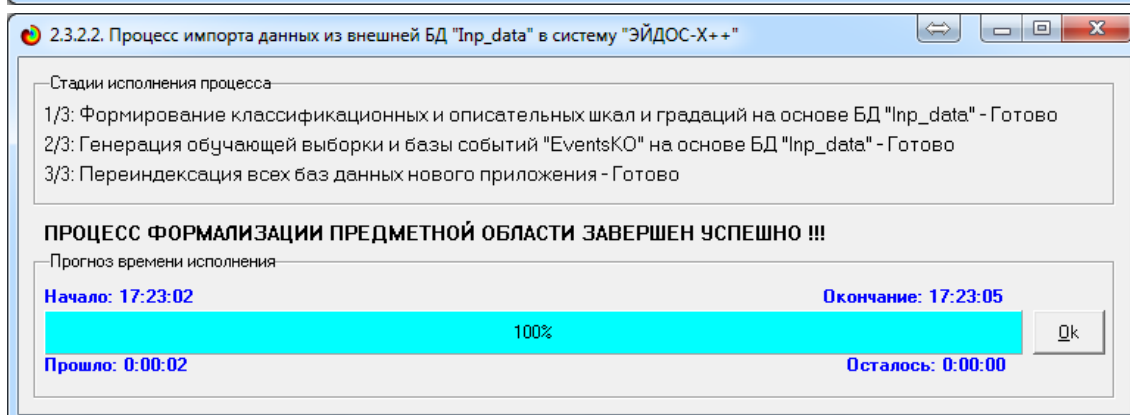 2.3.2.2. Процесс импорта данных из внешней БД "Inp_data" в систему "ЭЙДОС-X++"
Стадии исполнения процесса
1/3: Формирование классификационных и описательных шкал и градаций на основе БД "Inp_data" - Готово
2/3: Генерация обучающей выборки и базы событий "EventsKO" на основе БД "Inp_data" - Готово
3/3: Переиндексация всех баз данных нового приложения - Готово
ПРОЦЕСС ФОРМАЛИЗАЦИИ ПРЕДМЕТНОЙ ОБЛАСТИ ЗАВЕРШЕН УСПЕШНО !!!
Прогноз времени исполнения
Начало: 17:23:02 Окончание: 17:23:05
100% Ok
Прошло: 0:00:02 Осталось: 0:00:00